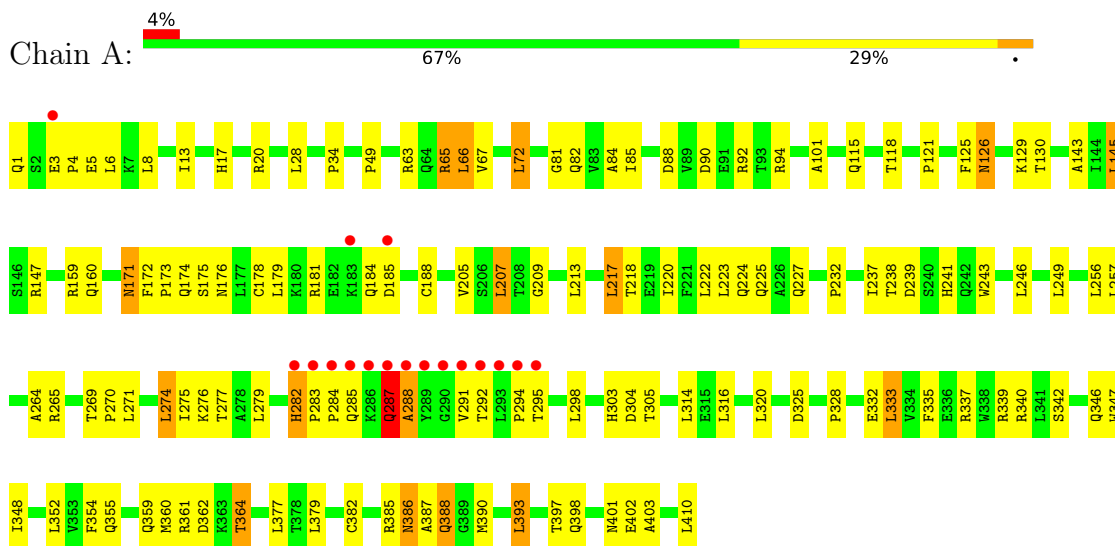 4%
Chain A:
67% 29% •
Q1 S2 E3 P4 E5 L6 K7 L8 I13 H17 R20 L28 P34 P49 R63 Q64 R65 L66 V67 L72 G81 Q82 V83 A84 I85 D88 V89 D90 E91 R92 T93 R94 A101 Q115 T118 P121 F125 N126 K129 T130 A143 I144 L145
S146 R147 R159 Q160 N171 F172 P173 Q174 S175 N176 L177 C178 L179 K180 R181 E182 K183 Q184 D185 C188 V205 S206 L207 T208 G209 L213 L217 T218 E219 I220 F221 L222 L223 Q224 Q225 A226 Q227 P232 I237 T238 D239 S240 H241 Q242 W243 L246 L249 L256 L257
A264 R265 T269 P270 L271 L274 I275 K276 T277 A278 L279 H282 P283 P284 Q285 K286 Q287 A288 Y289 G290 V291 T292 L293 P294 T295 L298 H303 D304 T305 L314 E315 L316 L320 D325 P328 E332 L333 V334 F335 E336 R337 W338 R339 R340 L341 S342 Q346 W347
I348 L352 V353 F354 Q355 Q359 M360 R361 D362 K363 T364 L377 T378 L379 C382 R385 N386 A387 Q388 G389 M390 L393 T397 Q398 N401 E402 A403 L410